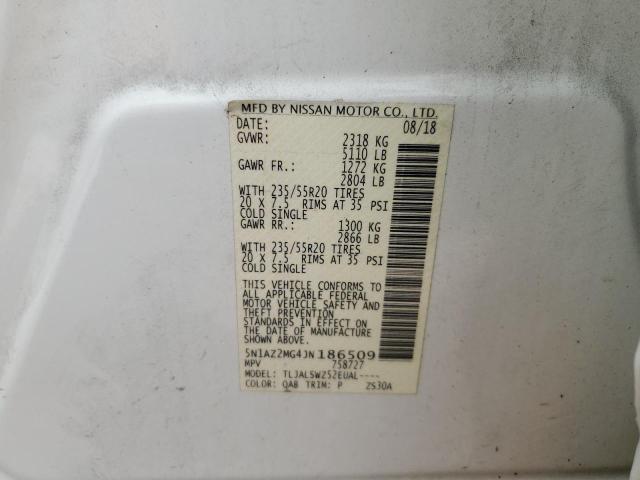 MFD BY NISSAN MOTOR CO., LTD.
DATE: 08/18
GVWR: 2318 KG
5110 LB
GAWR FR.: 1272 KG
2804 LB
WITH 235/55R20 TIRES
20 X 7.5 RIMS AT 35 PSI
COLD SINGLE
GAWR RR.: 1300 KG
2866 LB
WITH 235/55R20 TIRES
20 X 7.5 RIMS AT 35 PSI
COLD SINGLE
THIS VEHICLE CONFORMS TO
ALL APPLICABLE FEDERAL
MOTOR VEHICLE SAFETY AND
THEFT PREVENTION
STANDARDS IN EFFECT ON
THE DATE OF MANUFACTURE
SHOWN ABOVE.
5N1AZ2MG4JN186509
MPV 758727
MODEL: TLJALSWZ52EUAL----
COLOR: QAB TRIM: P ZS30A